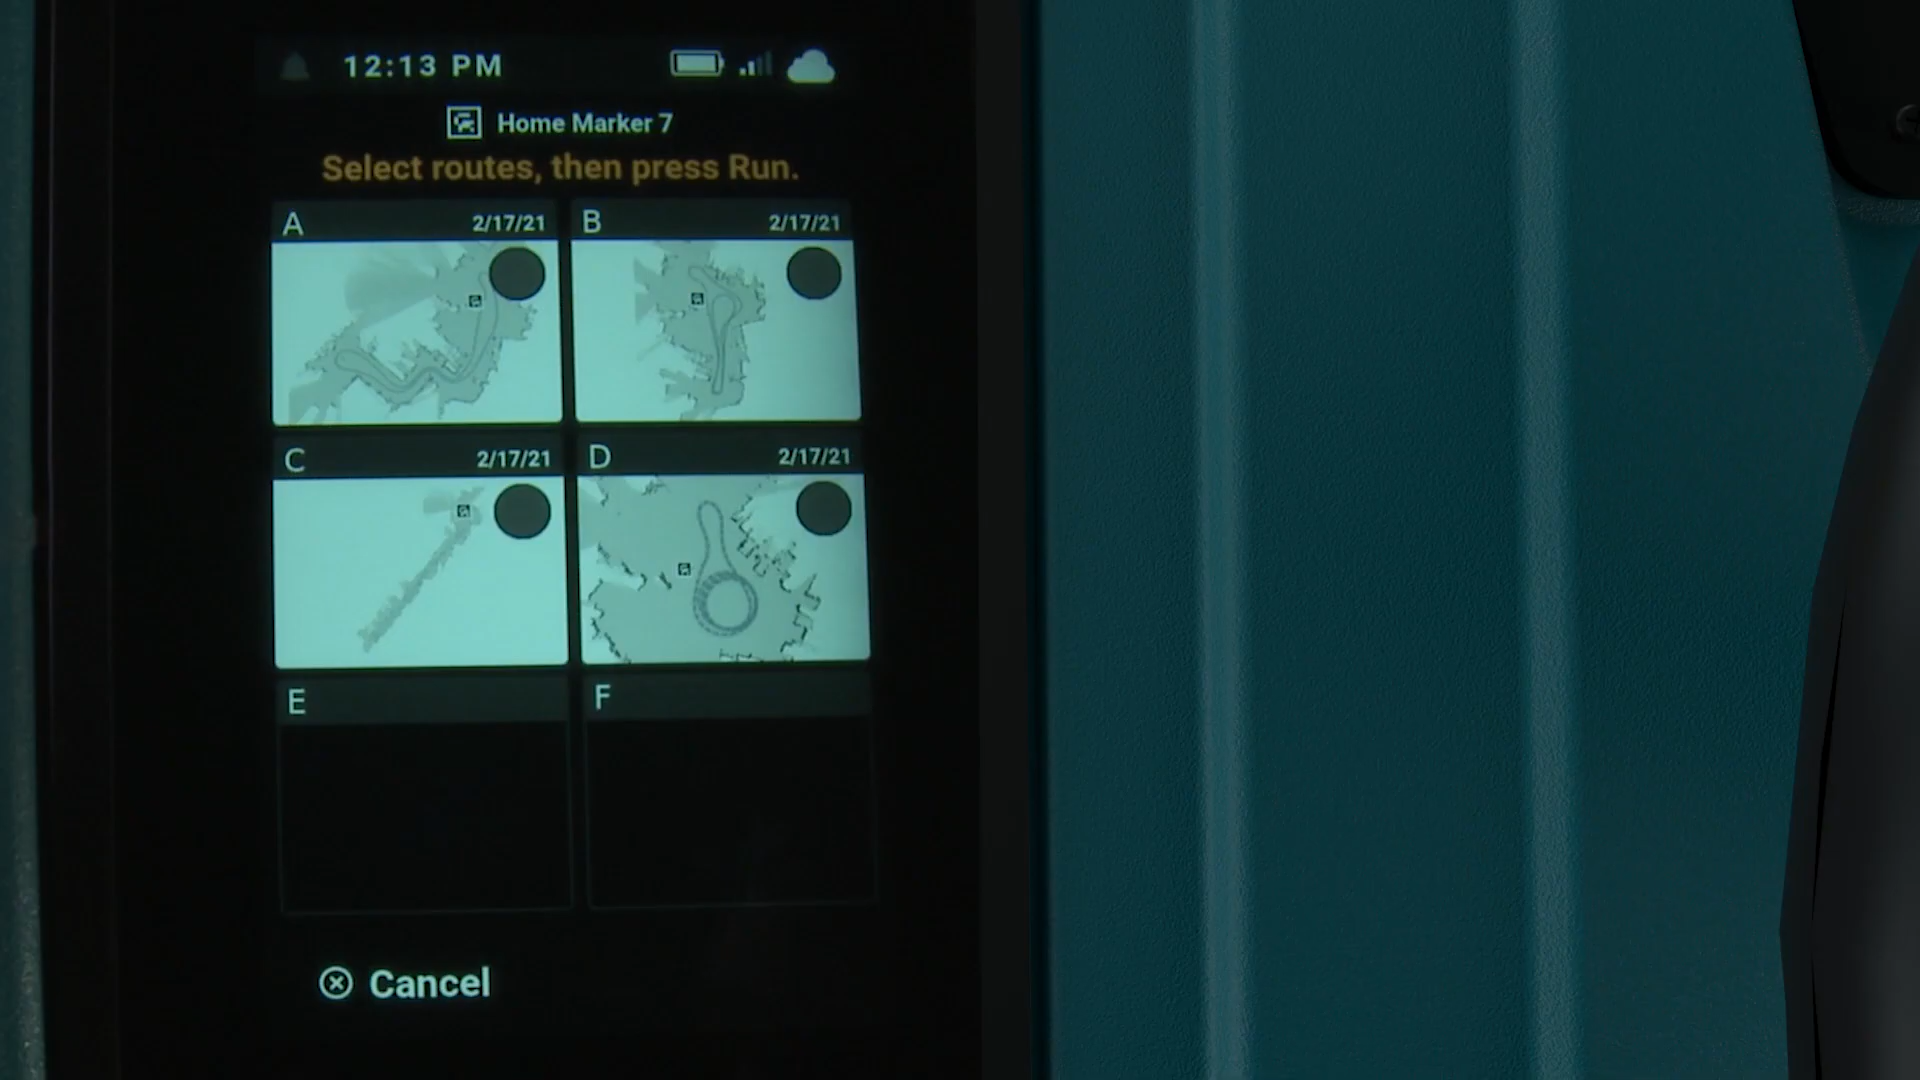 12:13 PM
Home Marker 7
Select routes, then press Run.
A 2/17/21
B 2/17/21
C 2/17/21
D 2/17/21
E
F
Cancel